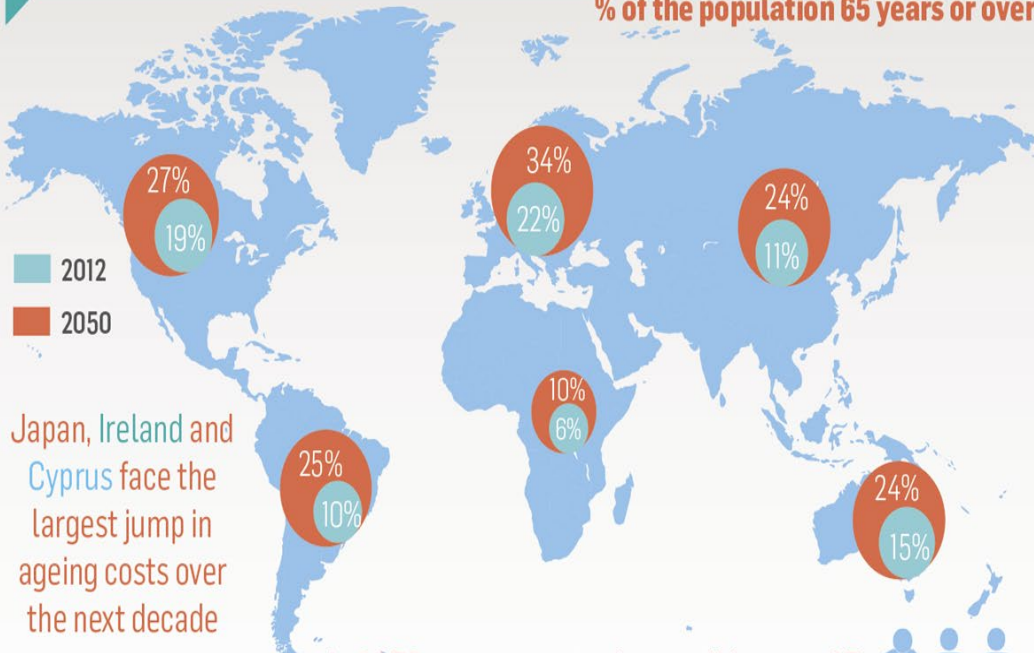 % of the population 65 years or over
27%
19%
34%
22%
24%
11%
2012
2050
10%
6%
25%
10%
24%
15%
Japan, Ireland and
Cyprus face the
largest jump in
ageing costs over
the next decade